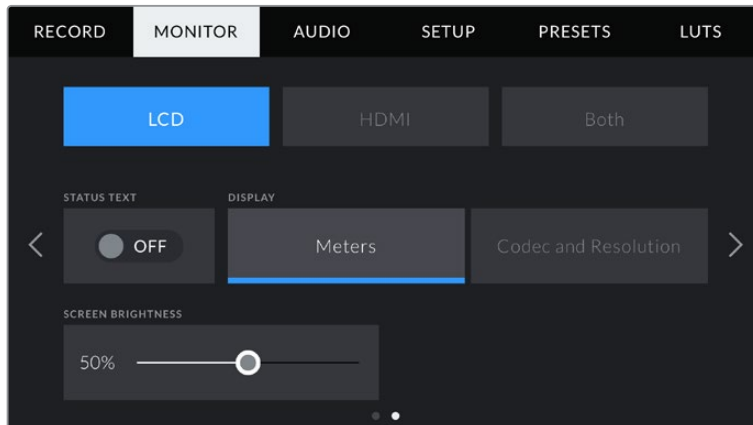 RECORD MONITOR AUDIO SETUP PRESETS LUTS
LCD HDMI Both
STATUS TEXT DISPLAY
OFF Meters Codec and Resolution
SCREEN BRIGHTNESS
50%